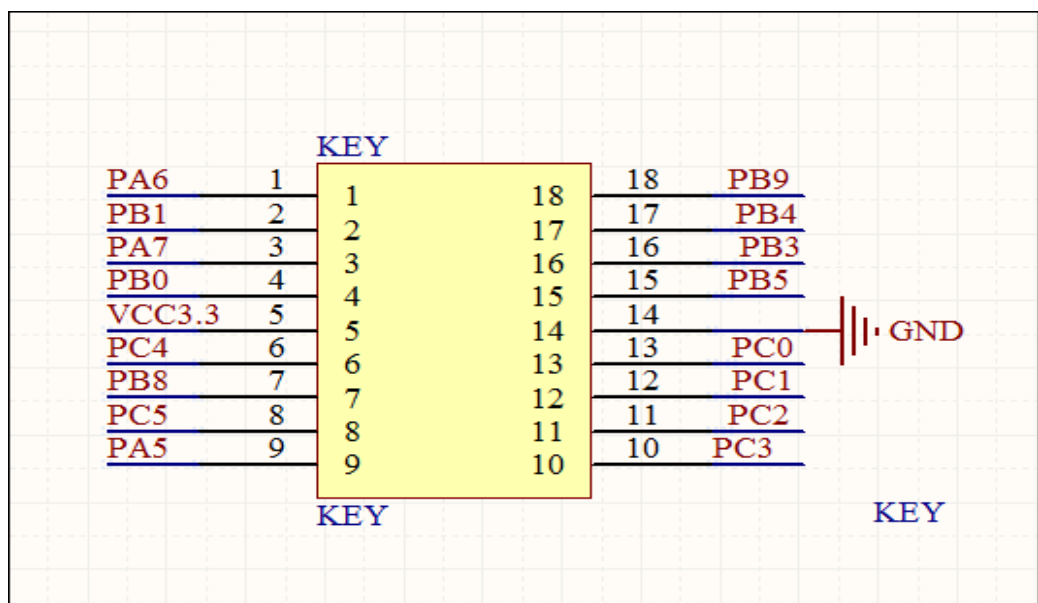 KEY
PA6 1 1 18 18 PB9
PB1 2 2 17 17 PB4
PA7 3 3 16 16 PB3
PB0 4 4 15 15 PB5
VCC3.3 5 5 14 14 GND
PC4 6 6 13 13 PC0
PB8 7 7 12 12 PC1
PC5 8 8 11 11 PC2
PA5 9 9 10 10 PC3
KEY KEY